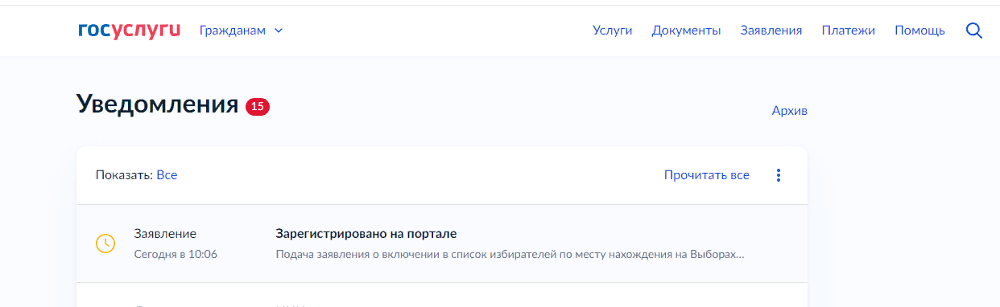 госуслуги Гражданам Услуги Документы Заявления Платежи Помощь
Уведомления 15
Архив
Показать: Все Прочитать все
Заявление Зарегистрировано на портале
Сегодня в 10:06 Подача заявления о включении в список избирателей по месту нахождения на Выборах...